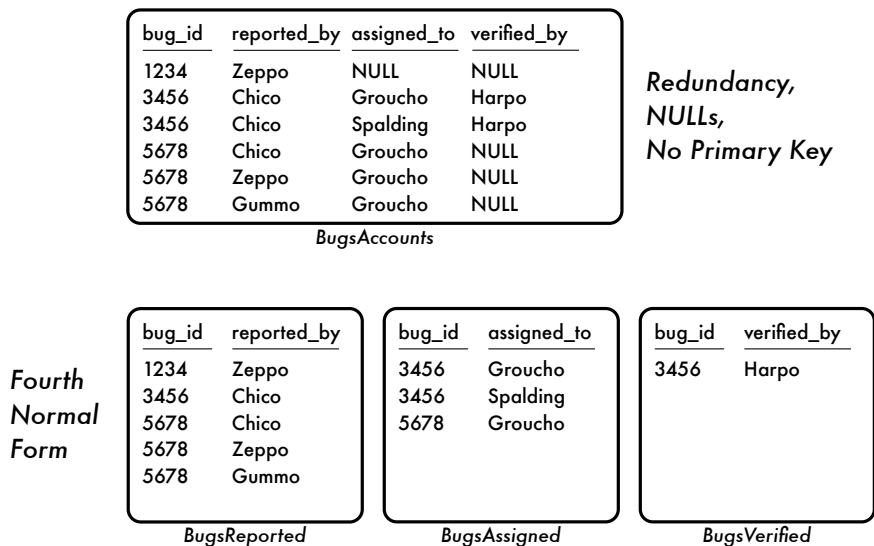 bug_id reported_by assigned_to verified_by
1234 Zeppo NULL NULL
3456 Chico Groucho Harpo
3456 Chico Spalding Harpo
5678 Chico Groucho NULL
5678 Zeppo Groucho NULL
5678 Gummo Groucho NULL
BugsAccounts
Redundancy,
NULLs,
No Primary Key
Fourth
Normal
Form
bug_id reported_by
1234 Zeppo
3456 Chico
5678 Chico
5678 Zeppo
5678 Gummo
BugsReported
bug_id assigned_to
3456 Groucho
3456 Spalding
5678 Groucho
BugsAssigned
bug_id verified_by
3456 Harpo
BugsVerified